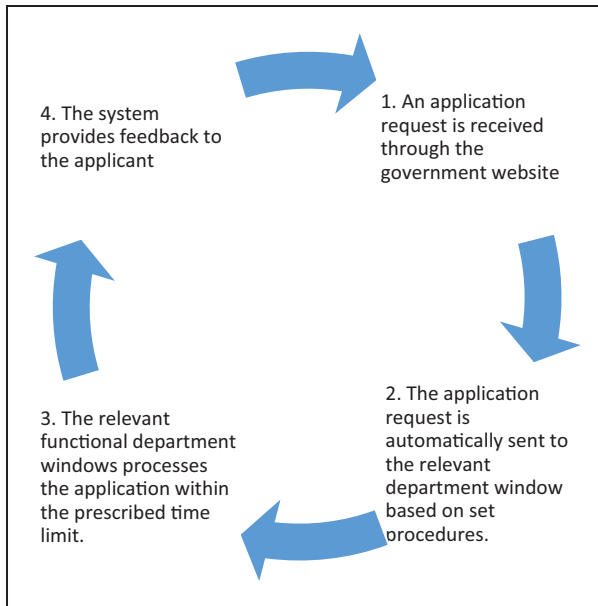 1. An application
request is received
through the
government website
2. The application
request is
automatically sent to
the relevant
department window
based on set
procedures.
3. The relevant
functional department
windows processes
the application within
the prescribed time
limit.
4. The system
provides feedback to
the applicant